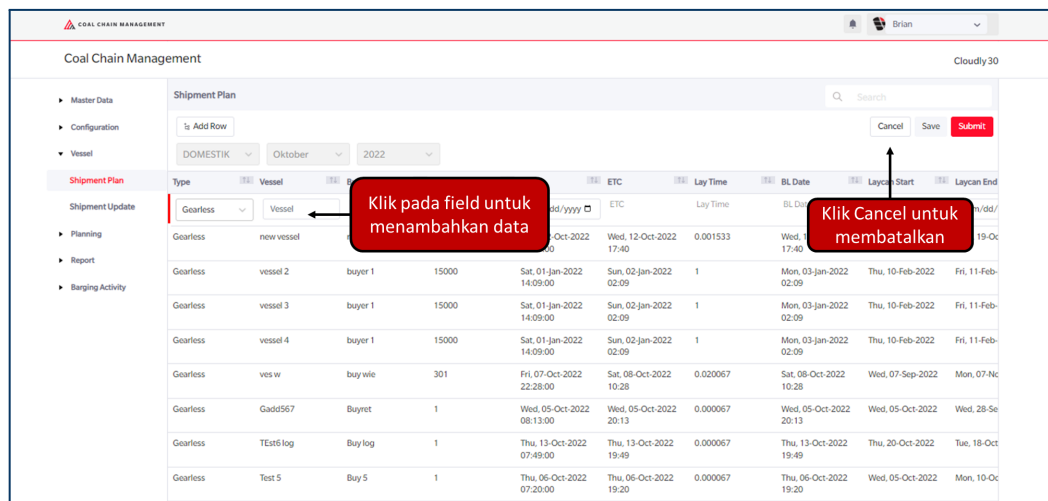 COAL CHAIN MANAGEMENT
Brian
Coal Chain Management
Cloudly30
Master Data
Configuration
Vessel
Shipment Plan
Shipment Update
Planning
Report
Barging Activity
Shipment Plan
Search
Add Row
Cancel Save Submit
DOMESTIK Oktober 2022
Type Vessel ETC Lay Time BL Date Laycan Start Laycan End
Gearless Vessel dd/yyyy ETC Lay Time BL Dat m/dd/
Klik pada field untuk
menambahkan data
Klik Cancel untuk
membatalkan
Gearless new vessel -Oct-2022 Wed, 12-Oct-2022 0.001533 Wed, 19-Oc
17:40 17:40
Gearless vessel 2 buyer 1 15000 Sat, 01-Jan-2022 Sun, 02-Jan-2022 1 Mon, 03-Jan-2022 Thu, 10-Feb-2022 Fri, 11-Feb-
14:09:00 02:09 02:09
Gearless vessel 3 buyer 1 15000 Sat, 01-Jan-2022 Sun, 02-Jan-2022 1 Mon, 03-Jan-2022 Thu, 10-Feb-2022 Fri, 11-Feb-
14:09:00 02:09 02:09
Gearless vessel 4 buyer 1 15000 Sat, 01-Jan-2022 Sun, 02-Jan-2022 1 Mon, 03-Jan-2022 Thu, 10-Feb-2022 Fri, 11-Feb-
14:09:00 02:09 02:09
Gearless ves w buy wie 301 Fri, 07-Oct-2022 Sat, 08-Oct-2022 0.020067 Sat, 08-Oct-2022 Wed, 07-Sep-2022 Mon, 07-Nc
22:28:00 10:28 10:28
Gearless Gadd567 Buyret 1 Wed, 05-Oct-2022 Wed, 05-Oct-2022 0.000067 Wed, 05-Oct-2022 Wed, 05-Oct-2022 Wed, 28-Se
08:13:00 20:13 20:13
Gearless TEst6 log Buy log 1 Thu, 13-Oct-2022 Thu, 13-Oct-2022 0.000067 Thu, 13-Oct-2022 Thu, 20-Oct-2022 Tue, 18-Oct
07:49:00 19:49 19:49
Gearless Test 5 Buy 5 1 Thu, 06-Oct-2022 Thu, 06-Oct-2022 0.000067 Thu, 06-Oct-2022 Wed, 05-Oct-2022 Mon, 10-Oc
07:20:00 19:20 19:20